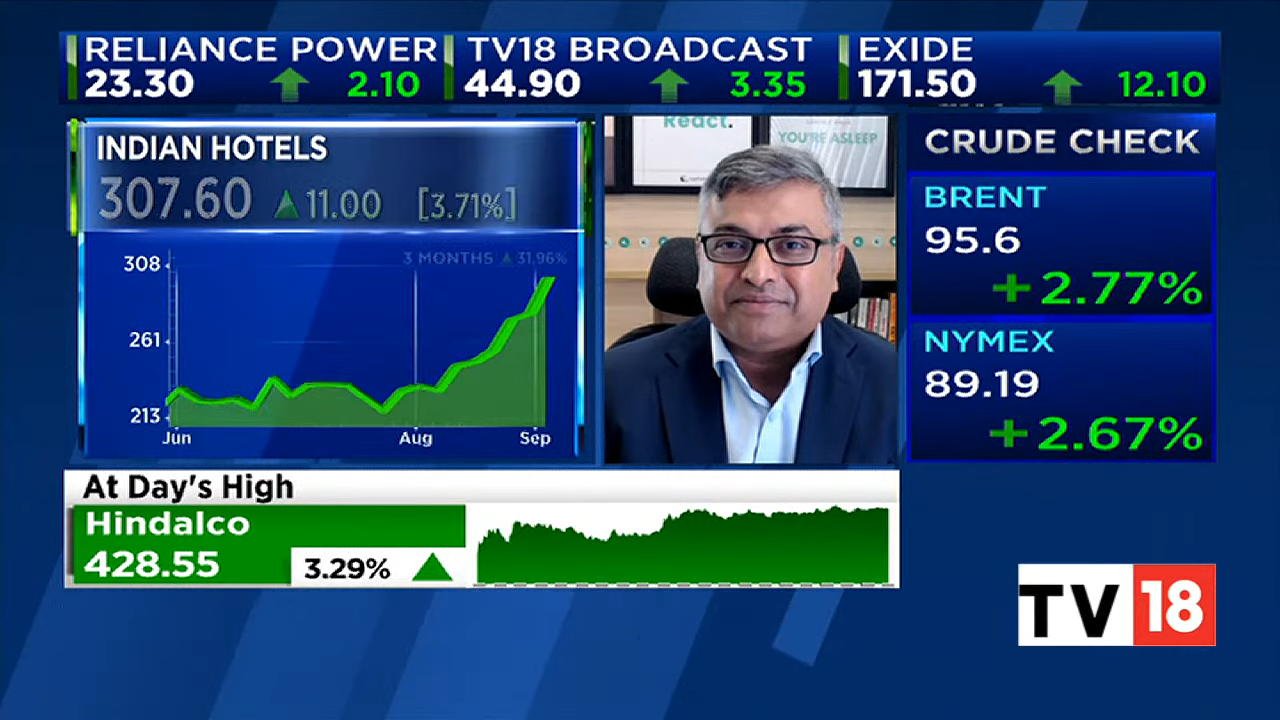 RELIANCE POWER
23.30 2.10
TV18 BROADCAST
44.90 3.35
EXIDE
171.50 12.10
INDIAN HOTELS
307.60 11.00 [3.71%]
3 MONTHS 31.96%
308
261
213
Jun Aug Sep
React.
YOU'RE ASLEEP
CRUDE CHECK
BRENT
95.6
+2.77%
NYMEX
89.19
+2.67%
At Day's High
Hindalco
428.55
3.29%
TV18